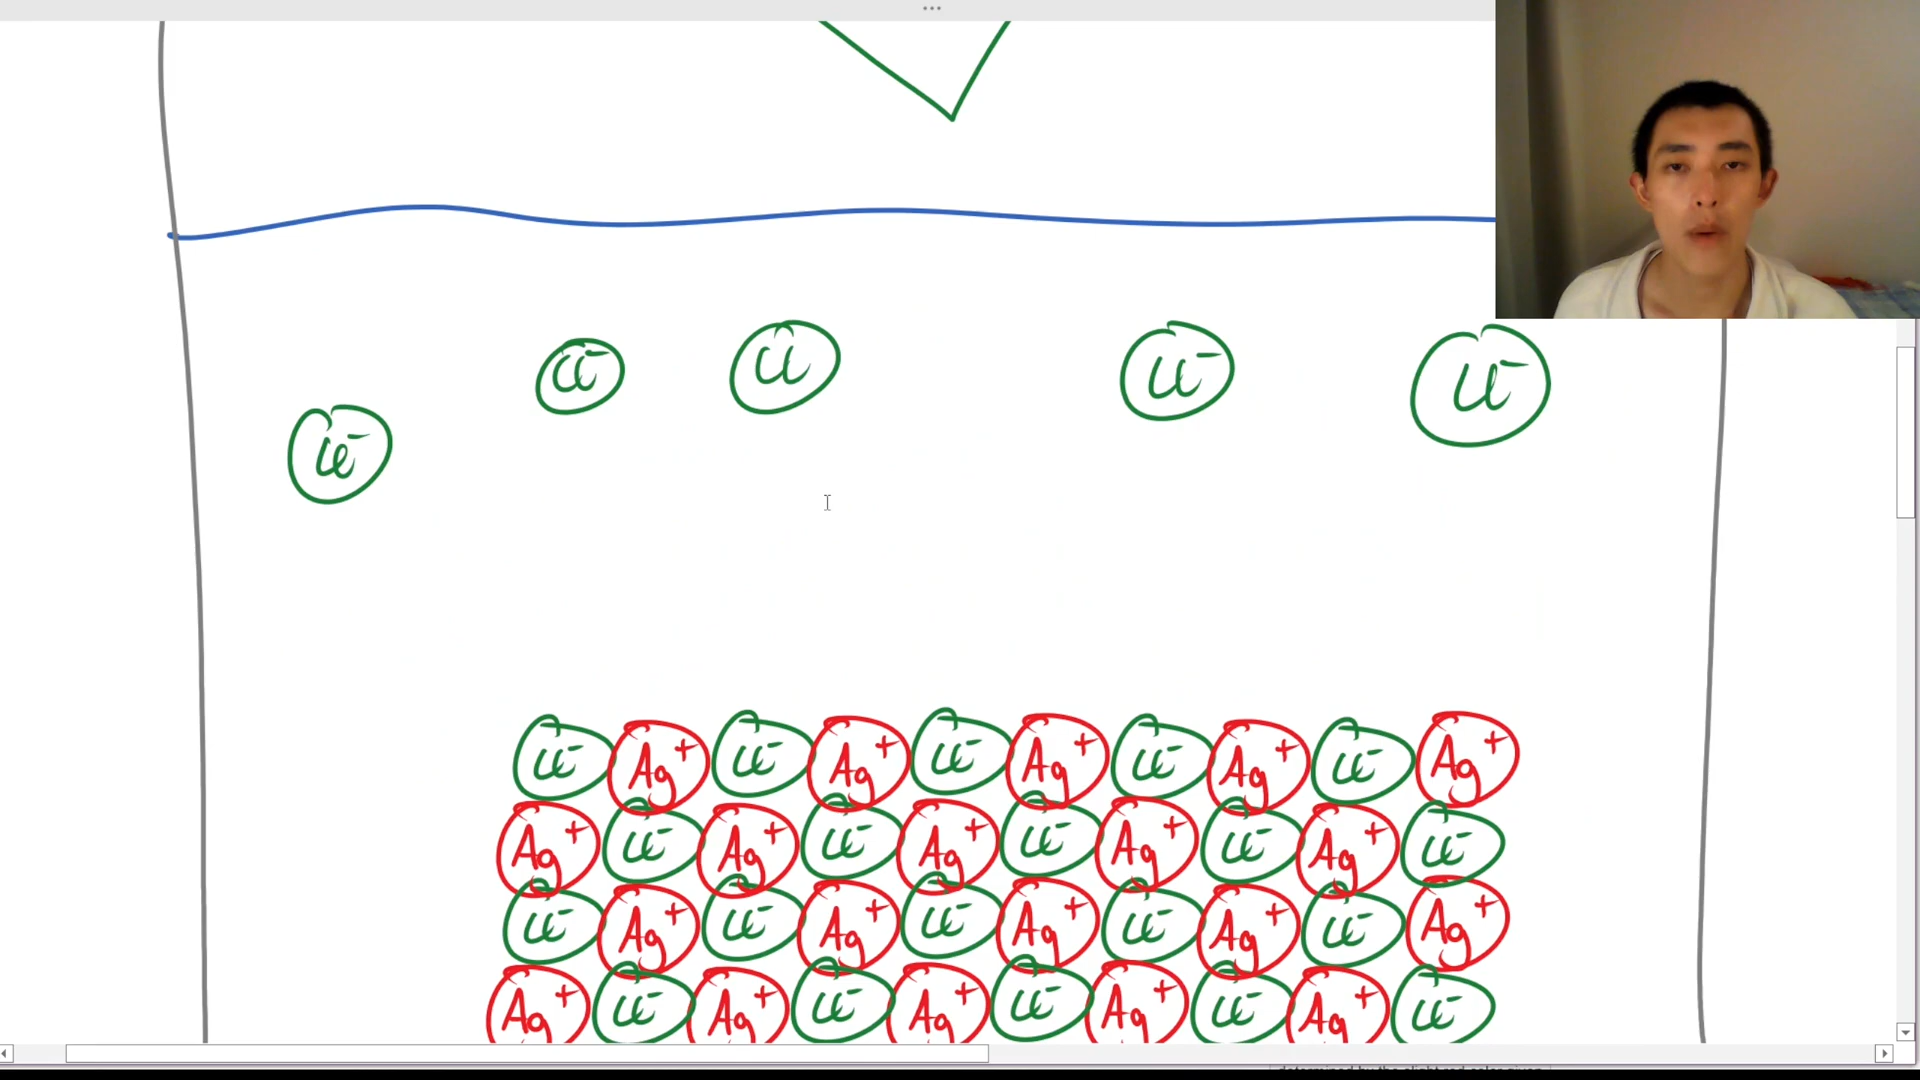 Cl⁻ Cl Cl⁻ Cl⁻
Cl⁻
Cl⁻ Ag⁺ Cl⁻ Ag⁺ Cl⁻ Ag⁺ Cl⁻ Ag⁺ Cl⁻ Ag⁺
Ag⁺ Cl⁻ Ag⁺ Cl⁻ Ag⁺ Cl⁻ Ag⁺ Cl⁻ Ag⁺ Cl⁻
Cl⁻ Ag⁺ Cl⁻ Ag⁺ Cl⁻ Ag⁺ Cl⁻ Ag⁺ Cl⁻ Ag⁺
Ag⁺ Cl⁻ Ag⁺ Cl⁻ Ag⁺ Cl⁻ Ag⁺ Cl⁻ Ag⁺ Cl⁻